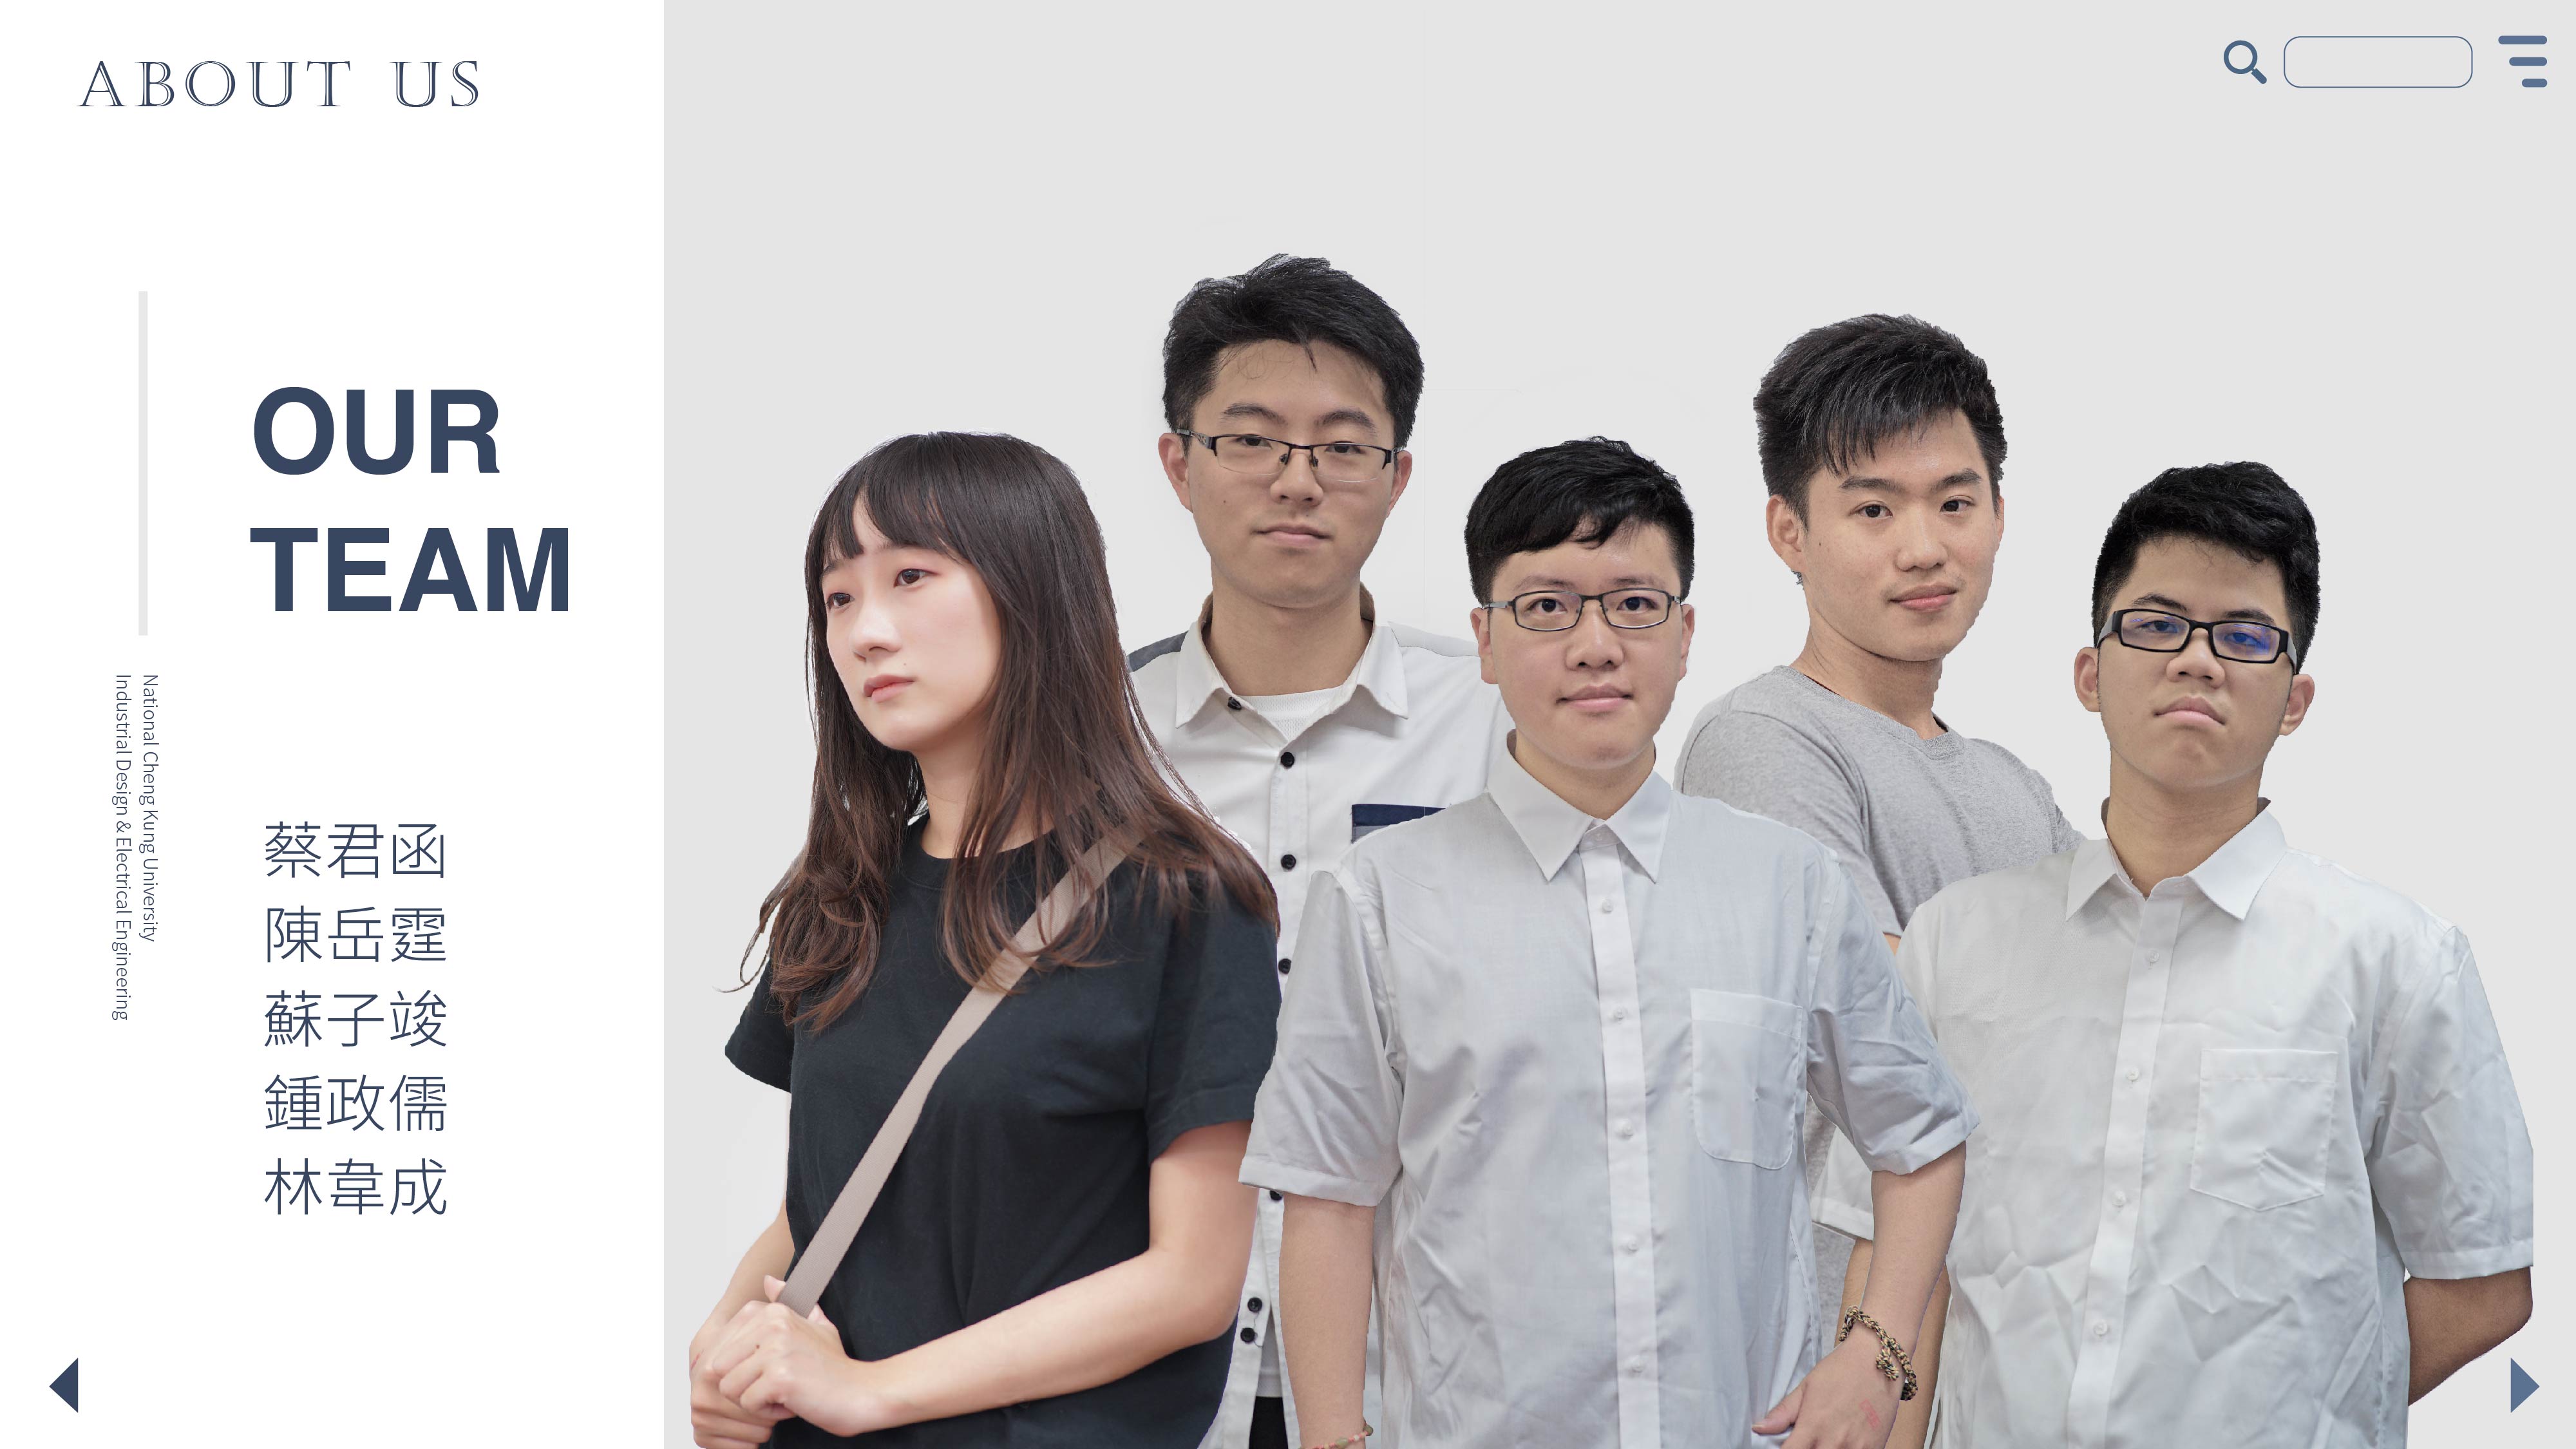 ABOUT US
OUR
TEAM
National Cheng Kung University
Industrial Design & Electrical Engineering
蔡君函
陳岳霆
蘇子竣
鍾政儒
林韋成